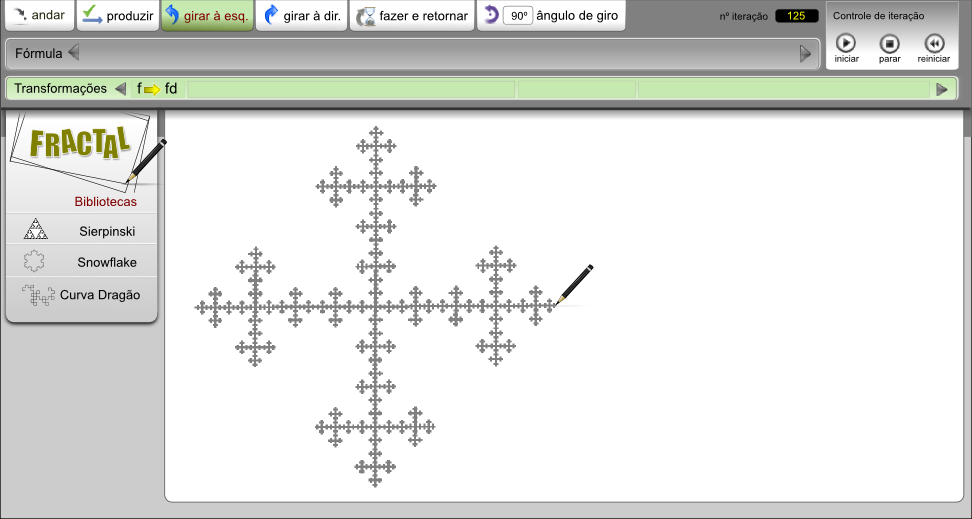 andar
produzir
girar à esq.
girar à dir.
fazer e retornar
90º ângulo de giro
nº iteração 125
Controle de iteração
iniciar parar reiniciar
Fórmula
Transformações f fd
FRACTAL
Bibliotecas
Sierpinski
Snowflake
Curva Dragão